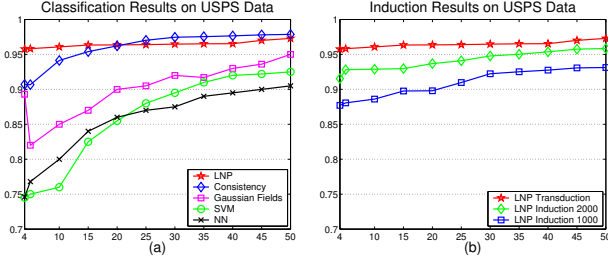 Classification Results on USPS Data
1
0.95
0.9
0.85
0.8
0.75
0.7
4 10 15 20 25 30 35 40 45 50
LNP
Consistency
Gaussian Fields
SVM
NN
(a)
Induction Results on USPS Data
1
0.95
0.9
0.85
0.8
0.75
0.7
4 10 15 20 25 30 35 40 45 50
LNP Transduction
LNP Induction 2000
LNP Induction 1000
(b)